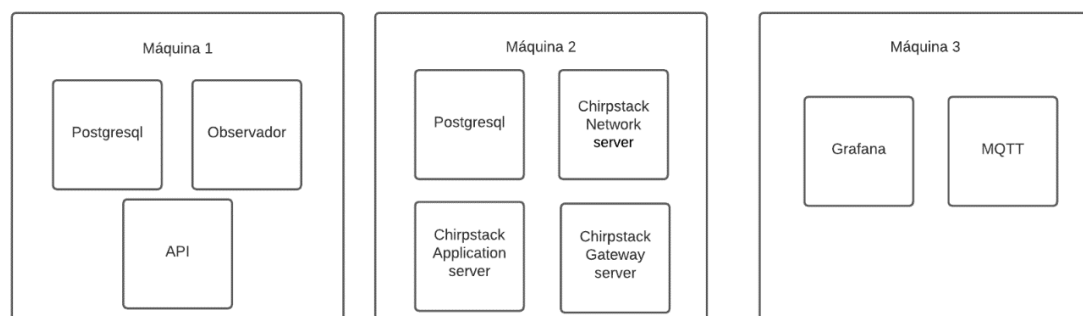 Máquina 1
Postgresql
Observador
API
Máquina 2
Postgresql
Chirpstack
Network
server
Chirpstack
Application
server
Chirpstack
Gateway
server
Máquina 3
Grafana
MQTT